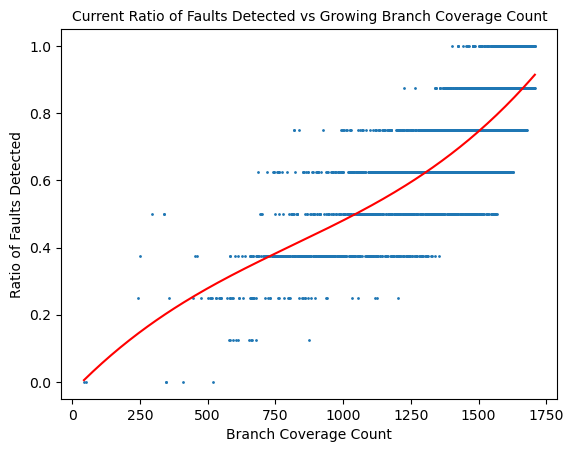 Current Ratio of Faults Detected vs Growing Branch Coverage Count
1.0
0.8
0.6
0.4
0.2
0.0
Ratio of Faults Detected
0 250 500 750 1000 1250 1500 1750
Branch Coverage Count